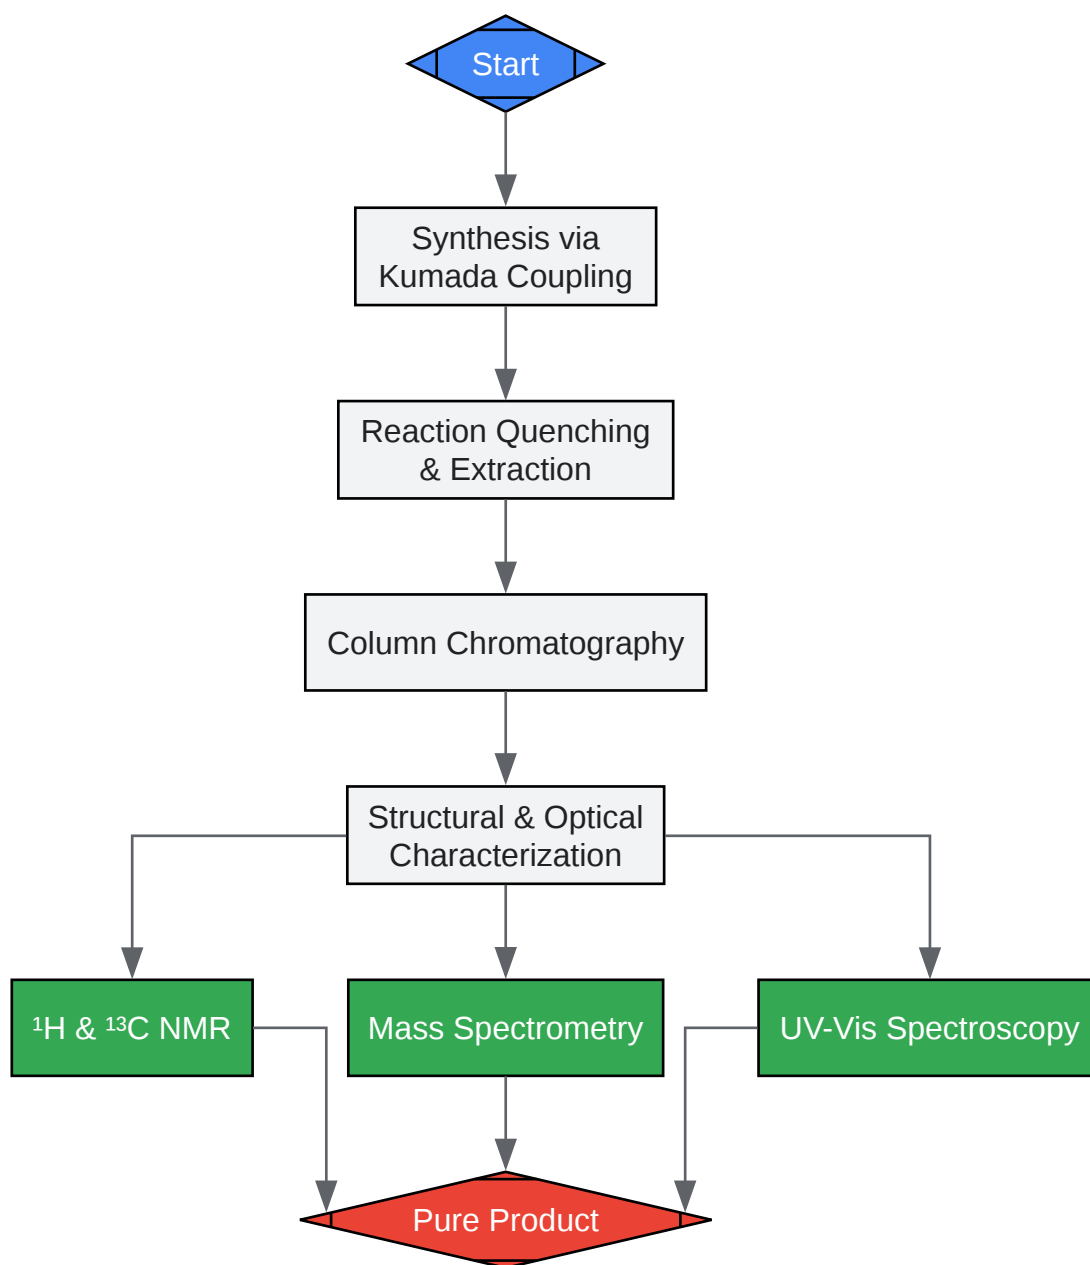 Start
Synthesis via
Kumada Coupling
Reaction Quenching
& Extraction
Column Chromatography
Structural & Optical
Characterization
¹H & ¹³C NMR
Mass Spectrometry
UV-Vis Spectroscopy
Pure Product